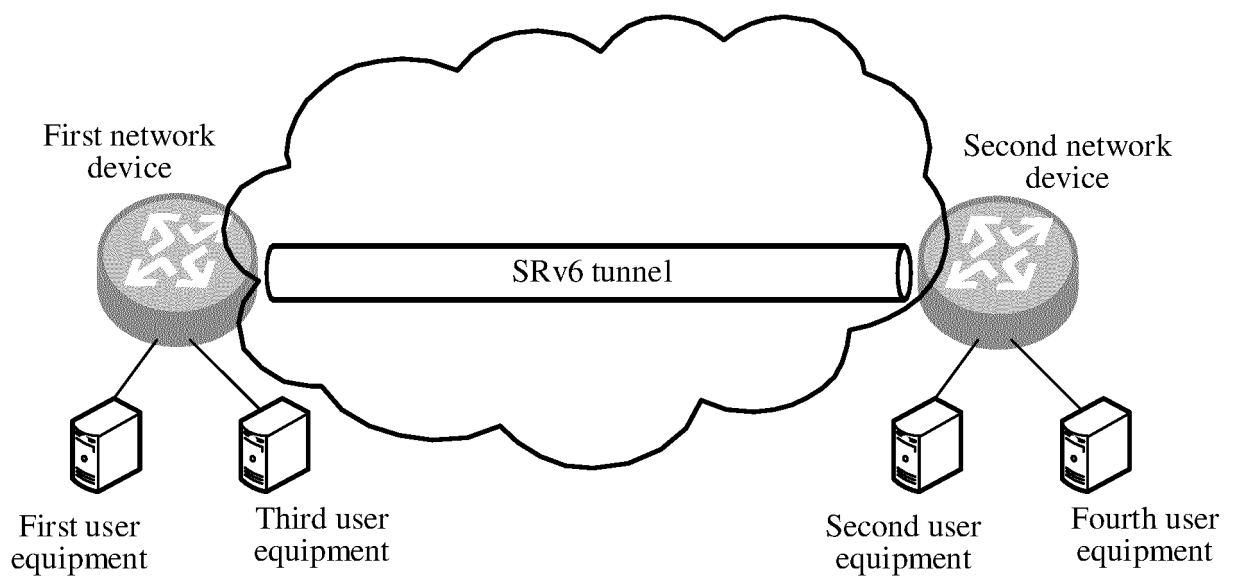 First network
device
Second network
device
SRv6 tunnel
First user
equipment
Third user
equipment
Second user
equipment
Fourth user
equipment